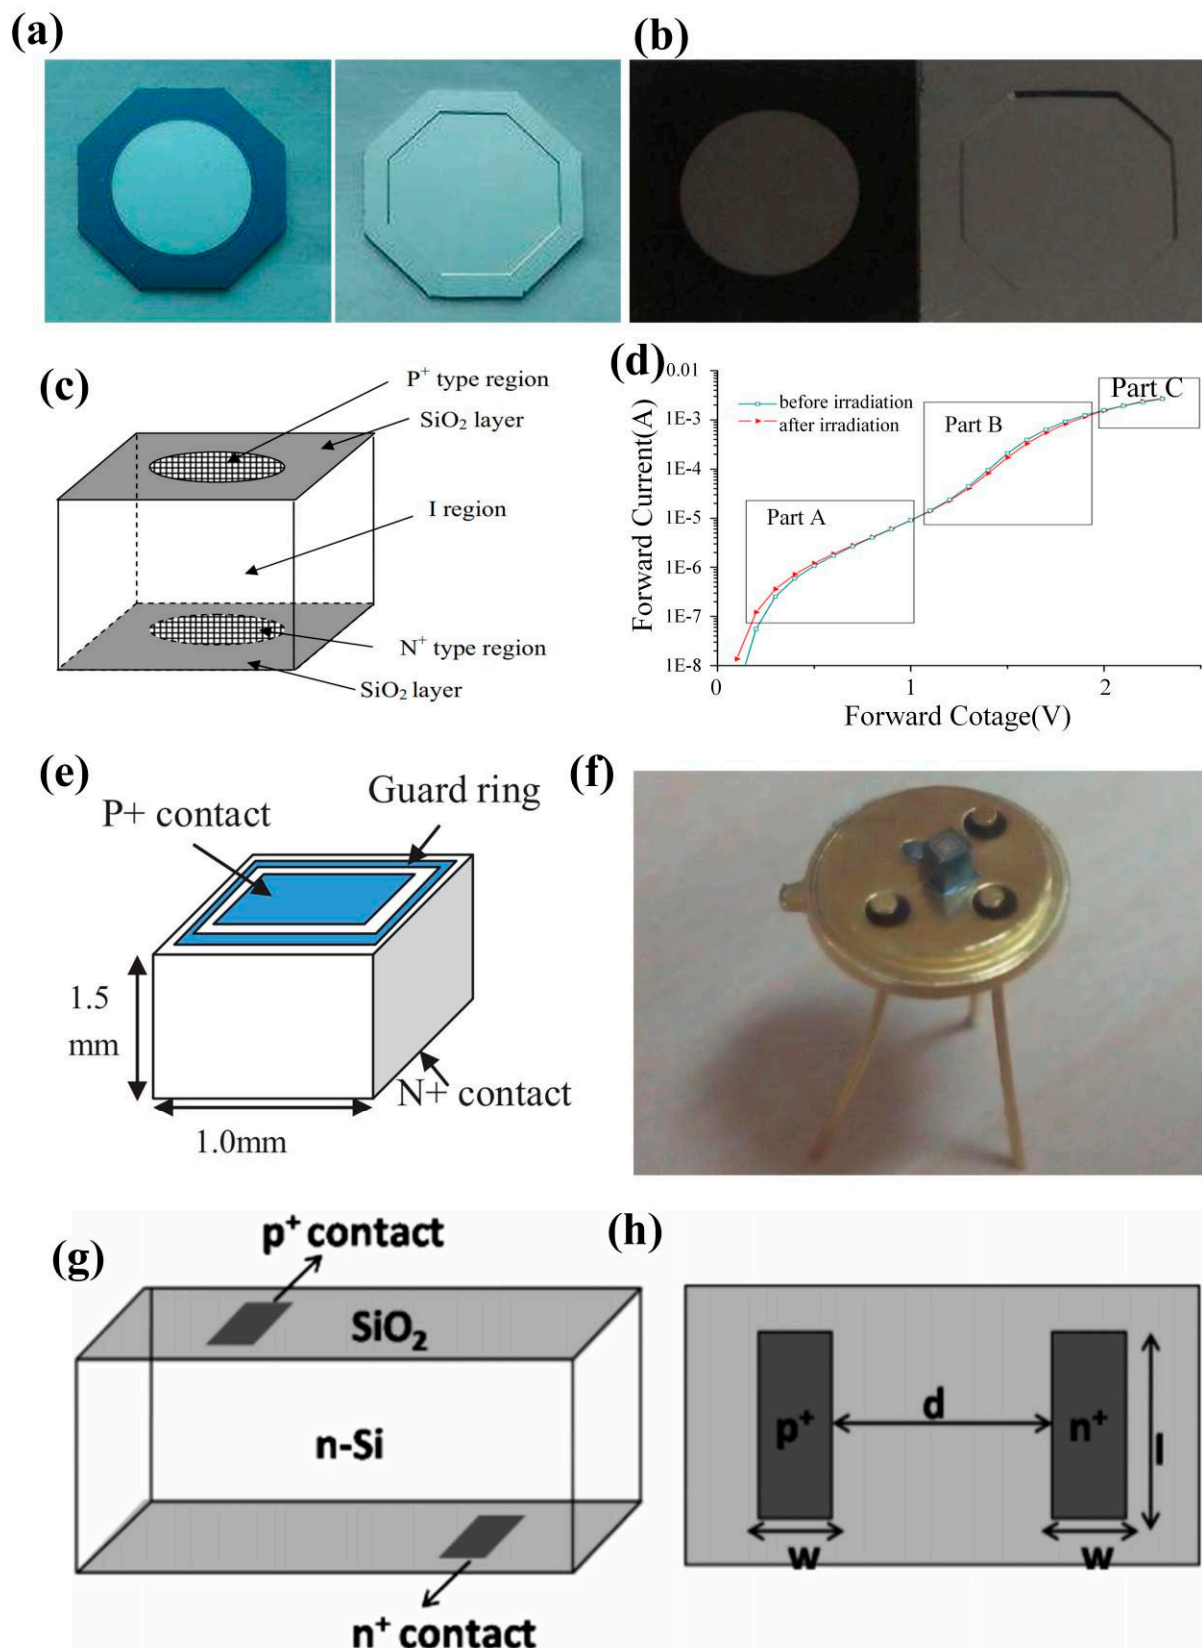 (a)
(b)
(c)
P+ type region
SiO2 layer
I region
N+ type region
SiO2 layer
(d)
0.01
1E-3
1E-4
1E-5
1E-6
1E-7
1E-8
Forward Current(A)
before irradiation
after irradiation
Part A
Part B
Part C
0
1
2
Forward Cotage(V)
(e)
P+ contact
Guard ring
1.5
mm
1.0mm
N+ contact
(f)
(g)
p+ contact
SiO2
n-Si
n+ contact
(h)
p+
d
n+
l
w
w